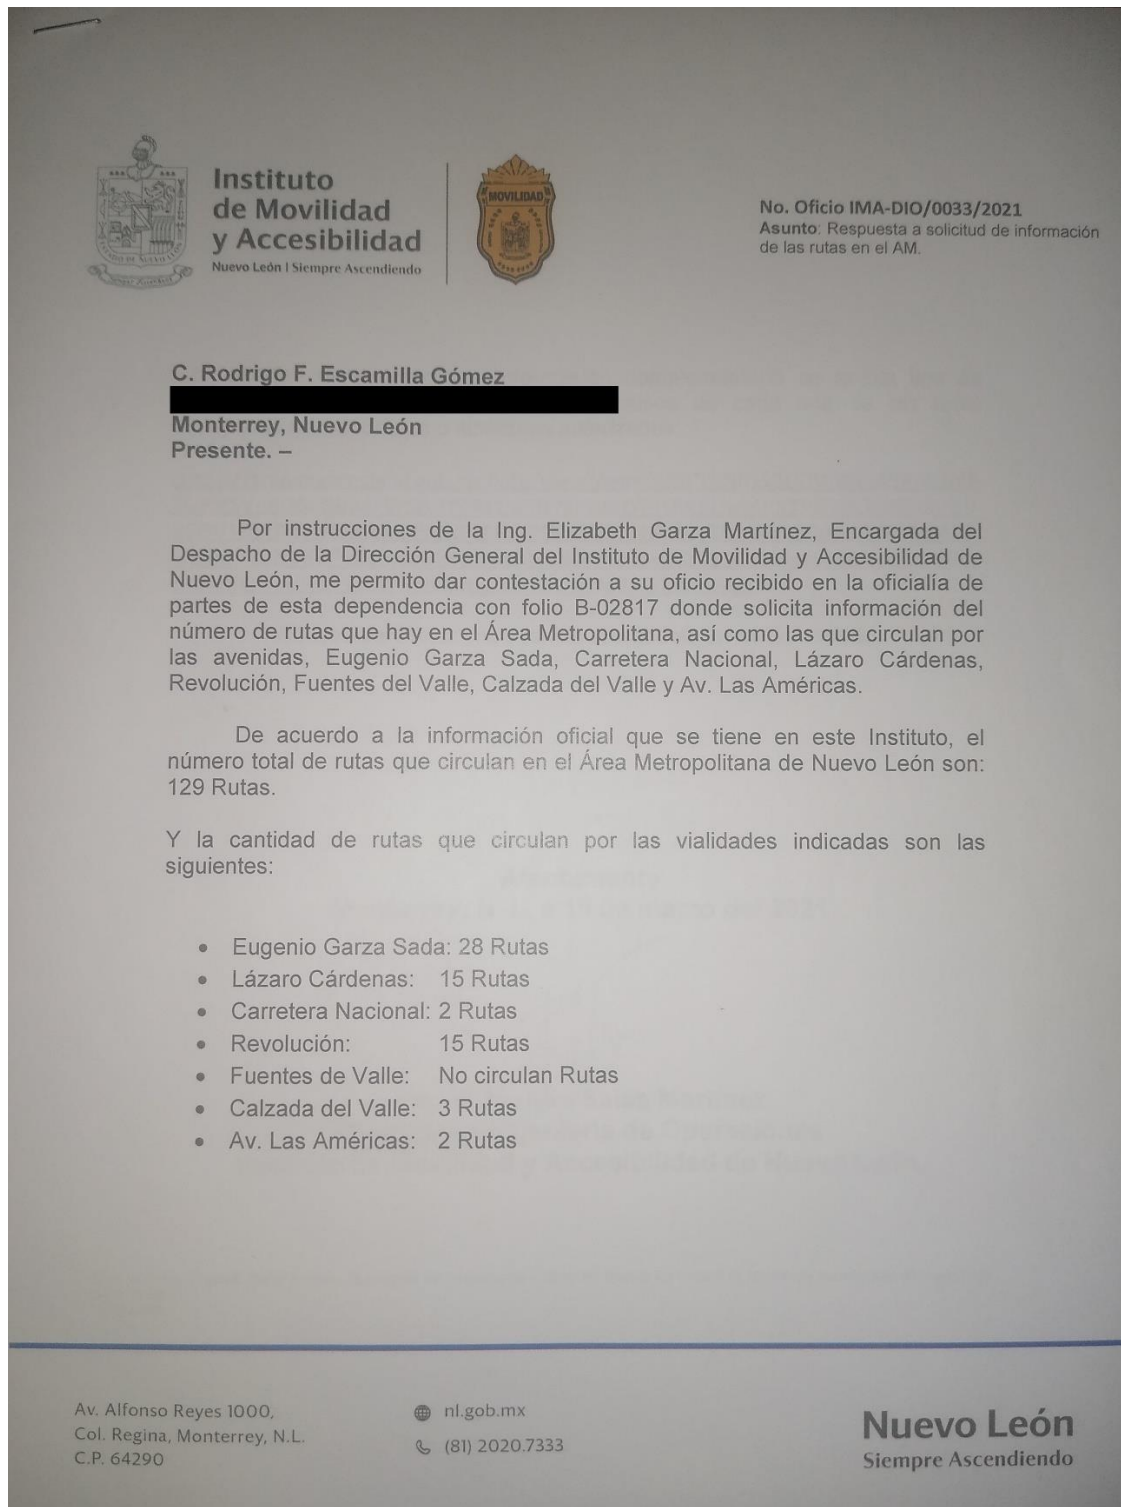 Instituto
de Movilidad
y Accesibilidad
Nuevo León | Siempre Ascendiendo
MOVILIDAD
No. Oficio IMA-DIO/0033/2021
Asunto: Respuesta a solicitud de información
de las rutas en el AM.
C. Rodrigo F. Escamilla Gómez
Monterrey, Nuevo León
Presente. –
Por instrucciones de la Ing. Elizabeth Garza Martínez, Encargada del
Despacho de la Dirección General del Instituto de Movilidad y Accesibilidad de
Nuevo León, me permito dar contestación a su oficio recibido en la oficialía de
partes de esta dependencia con folio B-02817 donde solicita información del
número de rutas que hay en el Área Metropolitana, así como las que circulan por
las avenidas, Eugenio Garza Sada, Carretera Nacional, Lázaro Cárdenas,
Revolución, Fuentes del Valle, Calzada del Valle y Av. Las Américas.
De acuerdo a la información oficial que se tiene en este Instituto, el
número total de rutas que circulan en el Área Metropolitana de Nuevo León son:
129 Rutas.
Y la cantidad de rutas que circulan por las vialidades indicadas son las
siguientes:
• Eugenio Garza Sada: 28 Rutas
• Lázaro Cárdenas: 15 Rutas
• Carretera Nacional: 2 Rutas
• Revolución: 15 Rutas
• Fuentes de Valle: No circulan Rutas
• Calzada del Valle: 3 Rutas
• Av. Las Américas: 2 Rutas
Av. Alfonso Reyes 1000,
Col. Regina, Monterrey, N.L.
C.P. 64290
nl.gob.mx
(81) 2020.7333
Nuevo León
Siempre Ascendiendo